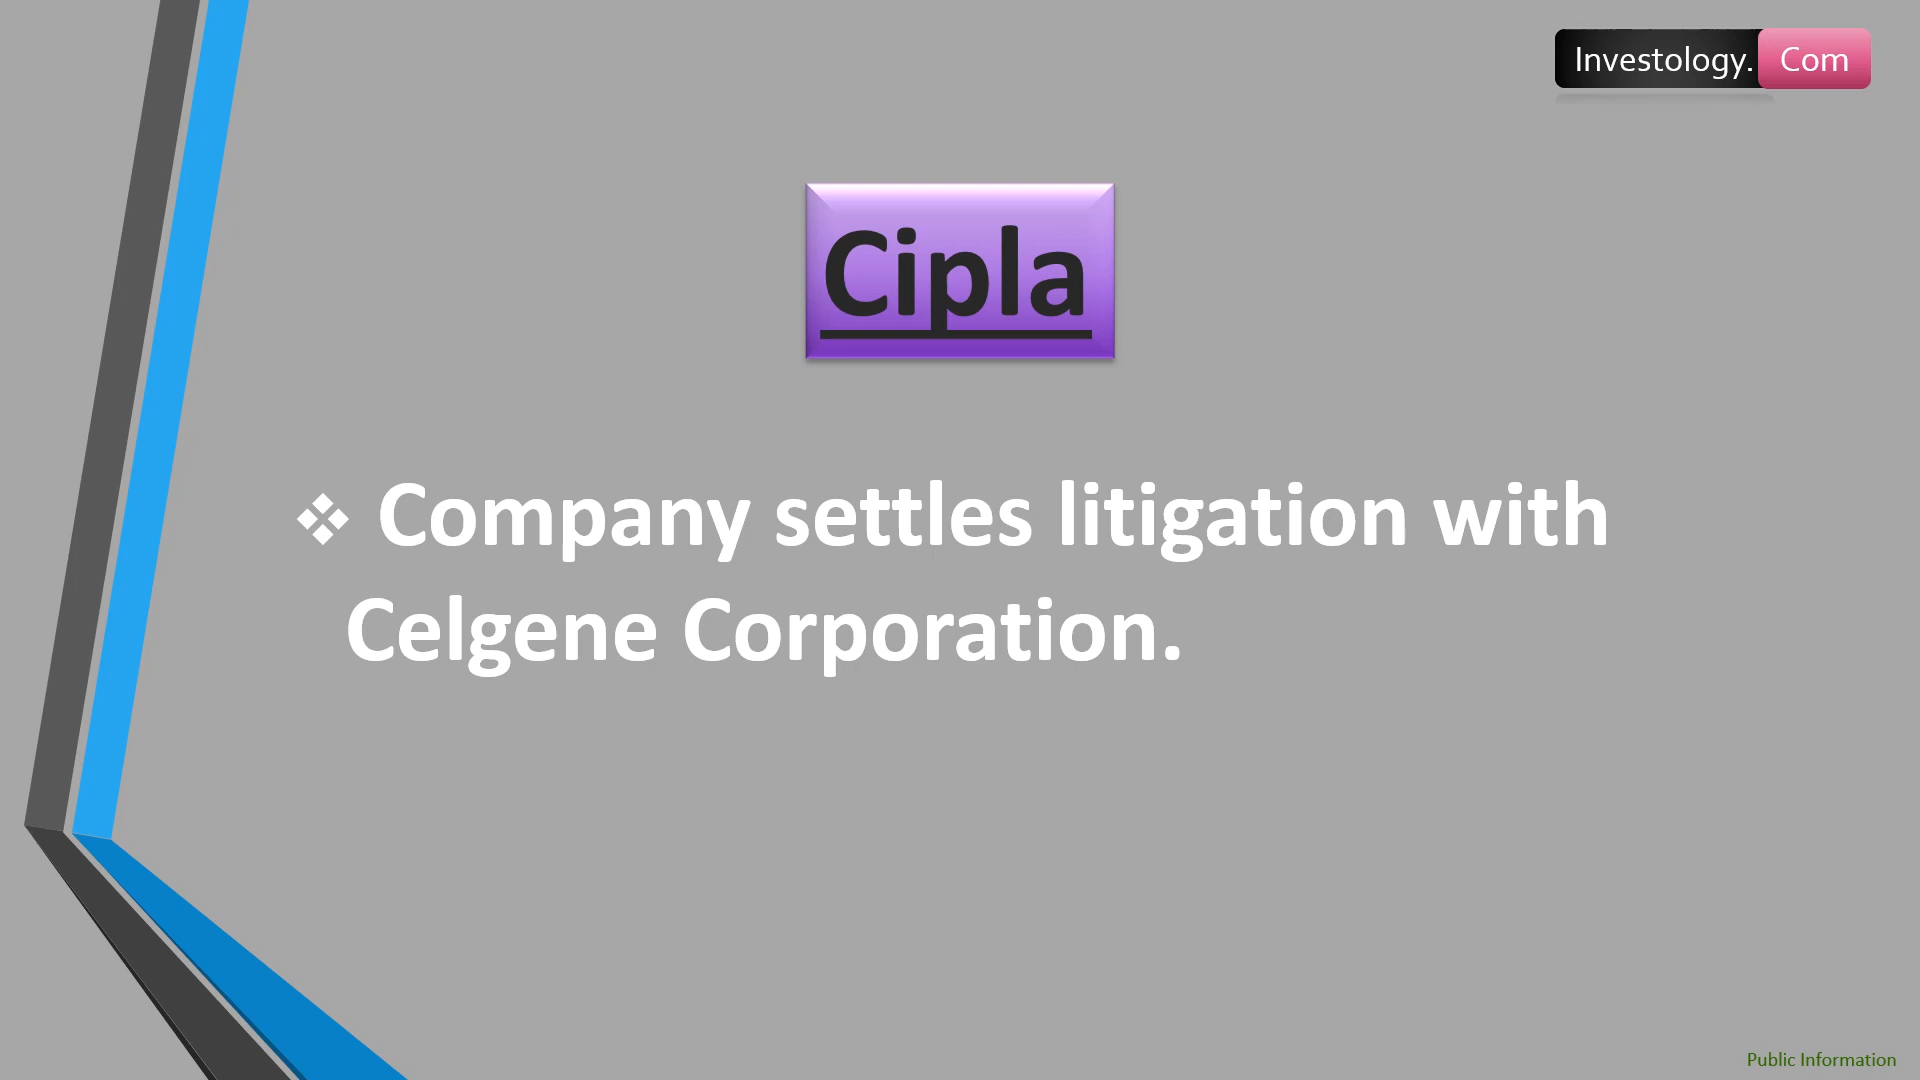 Investology. Com
Cipla
❖ Company settles litigation with
Celgene Corporation.
Public Information